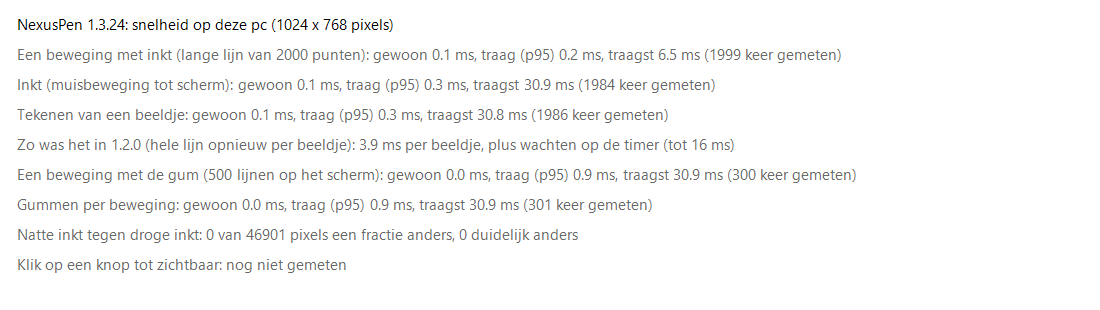 NexusPen 1.3.24: snelheid op deze pc (1024 x 768 pixels)
Een beweging met inkt (lange lijn van 2000 punten): gewoon 0.1 ms, traag (p95) 0.2 ms, traagst 6.5 ms (1999 keer gemeten)
Inkt (muisbeweging tot scherm): gewoon 0.1 ms, traag (p95) 0.3 ms, traagst 30.9 ms (1984 keer gemeten)
Tekenen van een beeldje: gewoon 0.1 ms, traag (p95) 0.3 ms, traagst 30.8 ms (1986 keer gemeten)
Zo was het in 1.2.0 (hele lijn opnieuw per beeldje): 3.9 ms per beeldje, plus wachten op de timer (tot 16 ms)
Een beweging met de gum (500 lijnen op het scherm): gewoon 0.0 ms, traag (p95) 0.9 ms, traagst 30.9 ms (300 keer gemeten)
Gummen per beweging: gewoon 0.0 ms, traag (p95) 0.9 ms, traagst 30.9 ms (301 keer gemeten)
Natte inkt tegen droge inkt: 0 van 46901 pixels een fractie anders, 0 duidelijk anders
Klik op een knop tot zichtbaar: nog niet gemeten